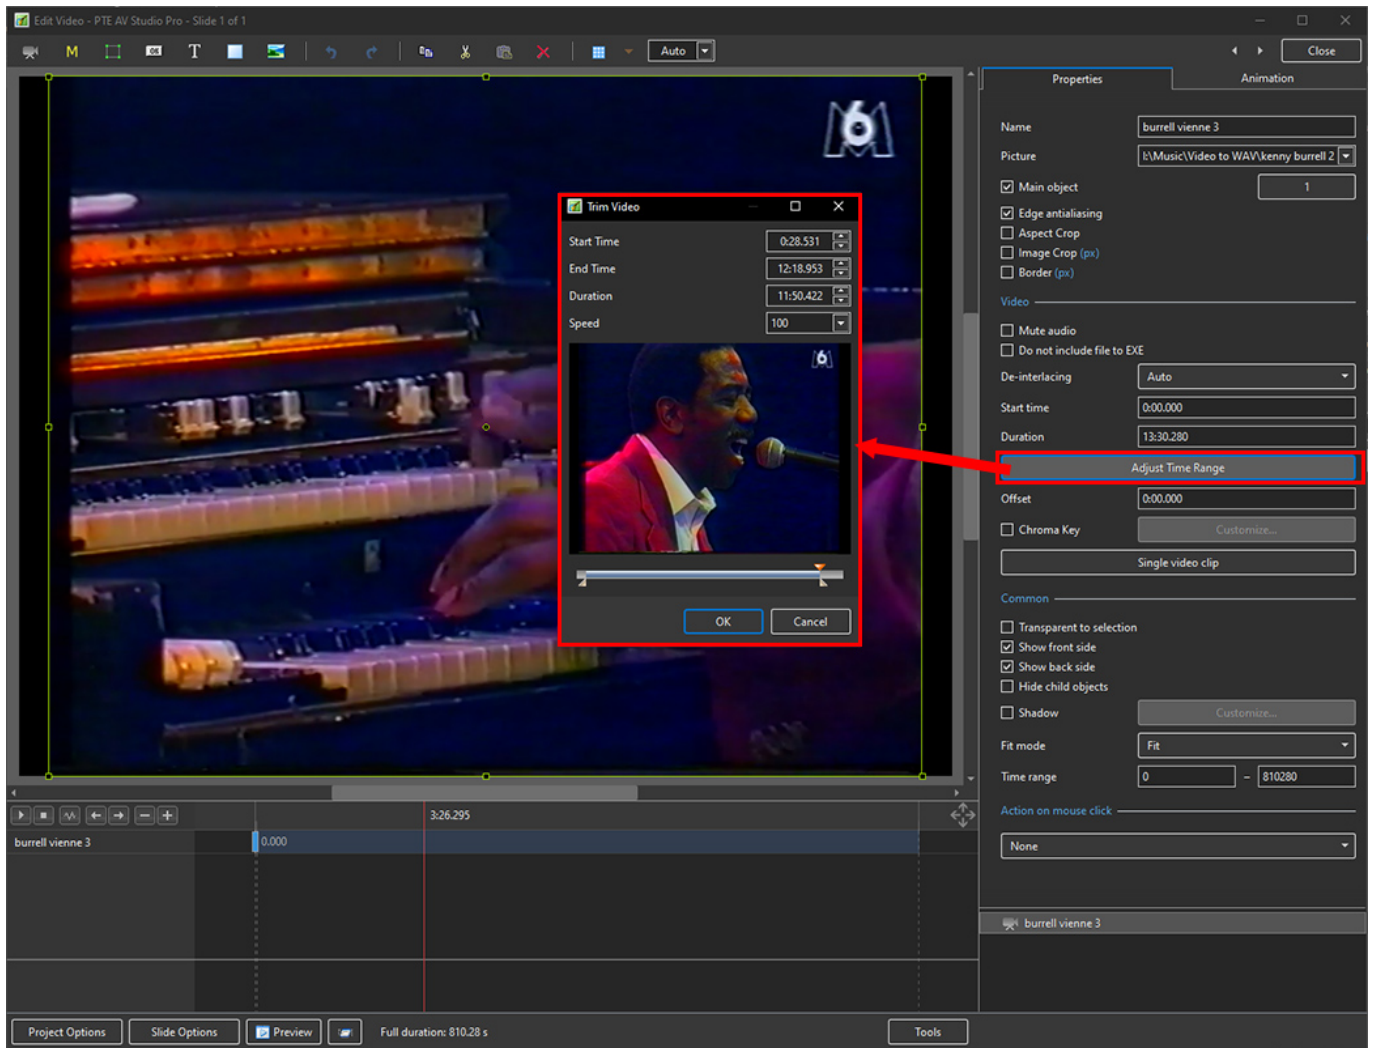 Edit Video - PTE AV Studio Pro - Slide 1 of 1
M
OK
T
Auto
Close
Properties
Animation
M6
Name
burrell vienne 3
Picture
I:\Music\Video to WAV\kenny burrell 2
Main object
1
Edge antialiasing
Aspect Crop
Image Crop (px)
Border (px)
Video
Mute audio
Do not include file to EXE
De-interlacing
Auto
Start time
0:00.000
Duration
13:30.280
Adjust Time Range
Offset
0:00.000
Chroma Key
Customize...
Single video clip
Common
Transparent to selection
Show front side
Show back side
Hide child objects
Shadow
Customize...
Fit mode
Fit
Time range
0
–
810280
Action on mouse click
None
burrell vienne 3
Trim Video
Start Time
0:28.531
End Time
12:18.953
Duration
11:50.422
Speed
100
M6
OK
Cancel
3:26.295
burrell vienne 3
0.000
Project Options
Slide Options
Preview
Full duration: 810.28 s
Tools